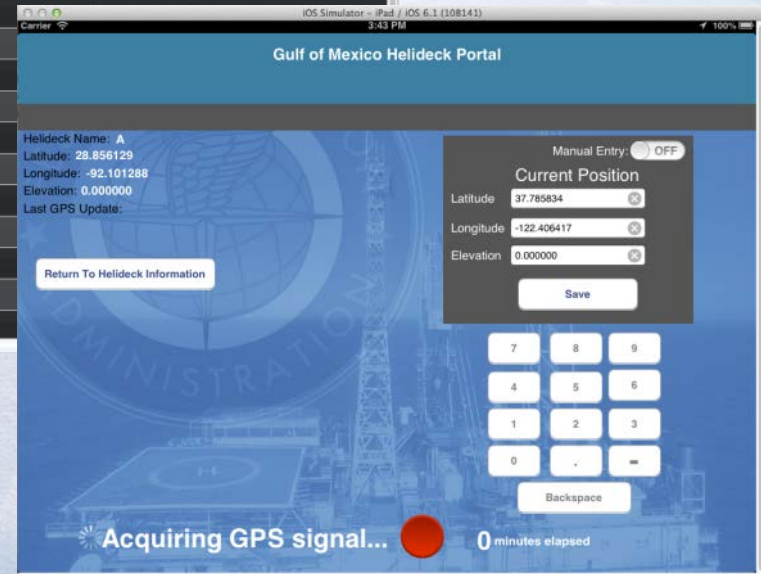 iOS Simulator - iPad / iOS 6.1 (108141)
Carrier 3:43 PM 100%
Gulf of Mexico Helideck Portal
Helideck Name: A
Latitude: 28.856129
Longitude: -92.101288
Elevation: 0.000000
Last GPS Update:
Return To Helideck Information
Manual Entry: OFF
Current Position
Latitude 37.785834
Longitude -122.406417
Elevation 0.000000
Save
7 8 9
4 5 6
1 2 3
0 . -
Backspace
ADMINISTRATION
Acquiring GPS signal... 0 minutes elapsed